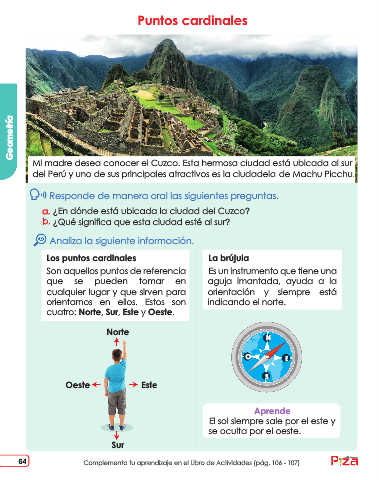 Puntos cardinales
Geometría
Mi madre desea conocer el Cuzco. Esta hermosa ciudad está ubicada al sur
del Perú y uno de sus principales atractivos es la ciudadela de Machu Picchu.
Responde de manera oral las siguientes preguntas.
a. ¿En dónde está ubicada la ciudad del Cuzco?
b. ¿Qué significa que esta ciudad esté al sur?
Analiza la siguiente información.
Los puntos cardinales
Son aquellos puntos de referencia
que se pueden tomar en
cualquier lugar y que sirven para
orientarnos en ellos. Estos son
cuatro: Norte, Sur, Este y Oeste.
La brújula
Es un instrumento que tiene una
aguja imantada, ayuda a la
orientación y siempre está
indicando el norte.
Norte
Oeste
Este
Sur
N
O
E
S
Aprende
El sol siempre sale por el este y
se oculta por el oeste.
64
Complementa tu aprendizaje en el Libro de Actividades (pág. 106 - 107)